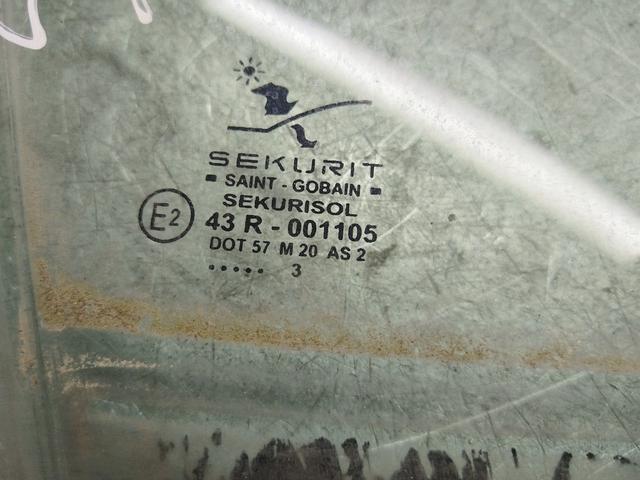 SEKURIT
SAINT - GOBAIN
SEKURISOL
E2
43 R - 001105
DOT 57 M 20 AS 2
..... 3